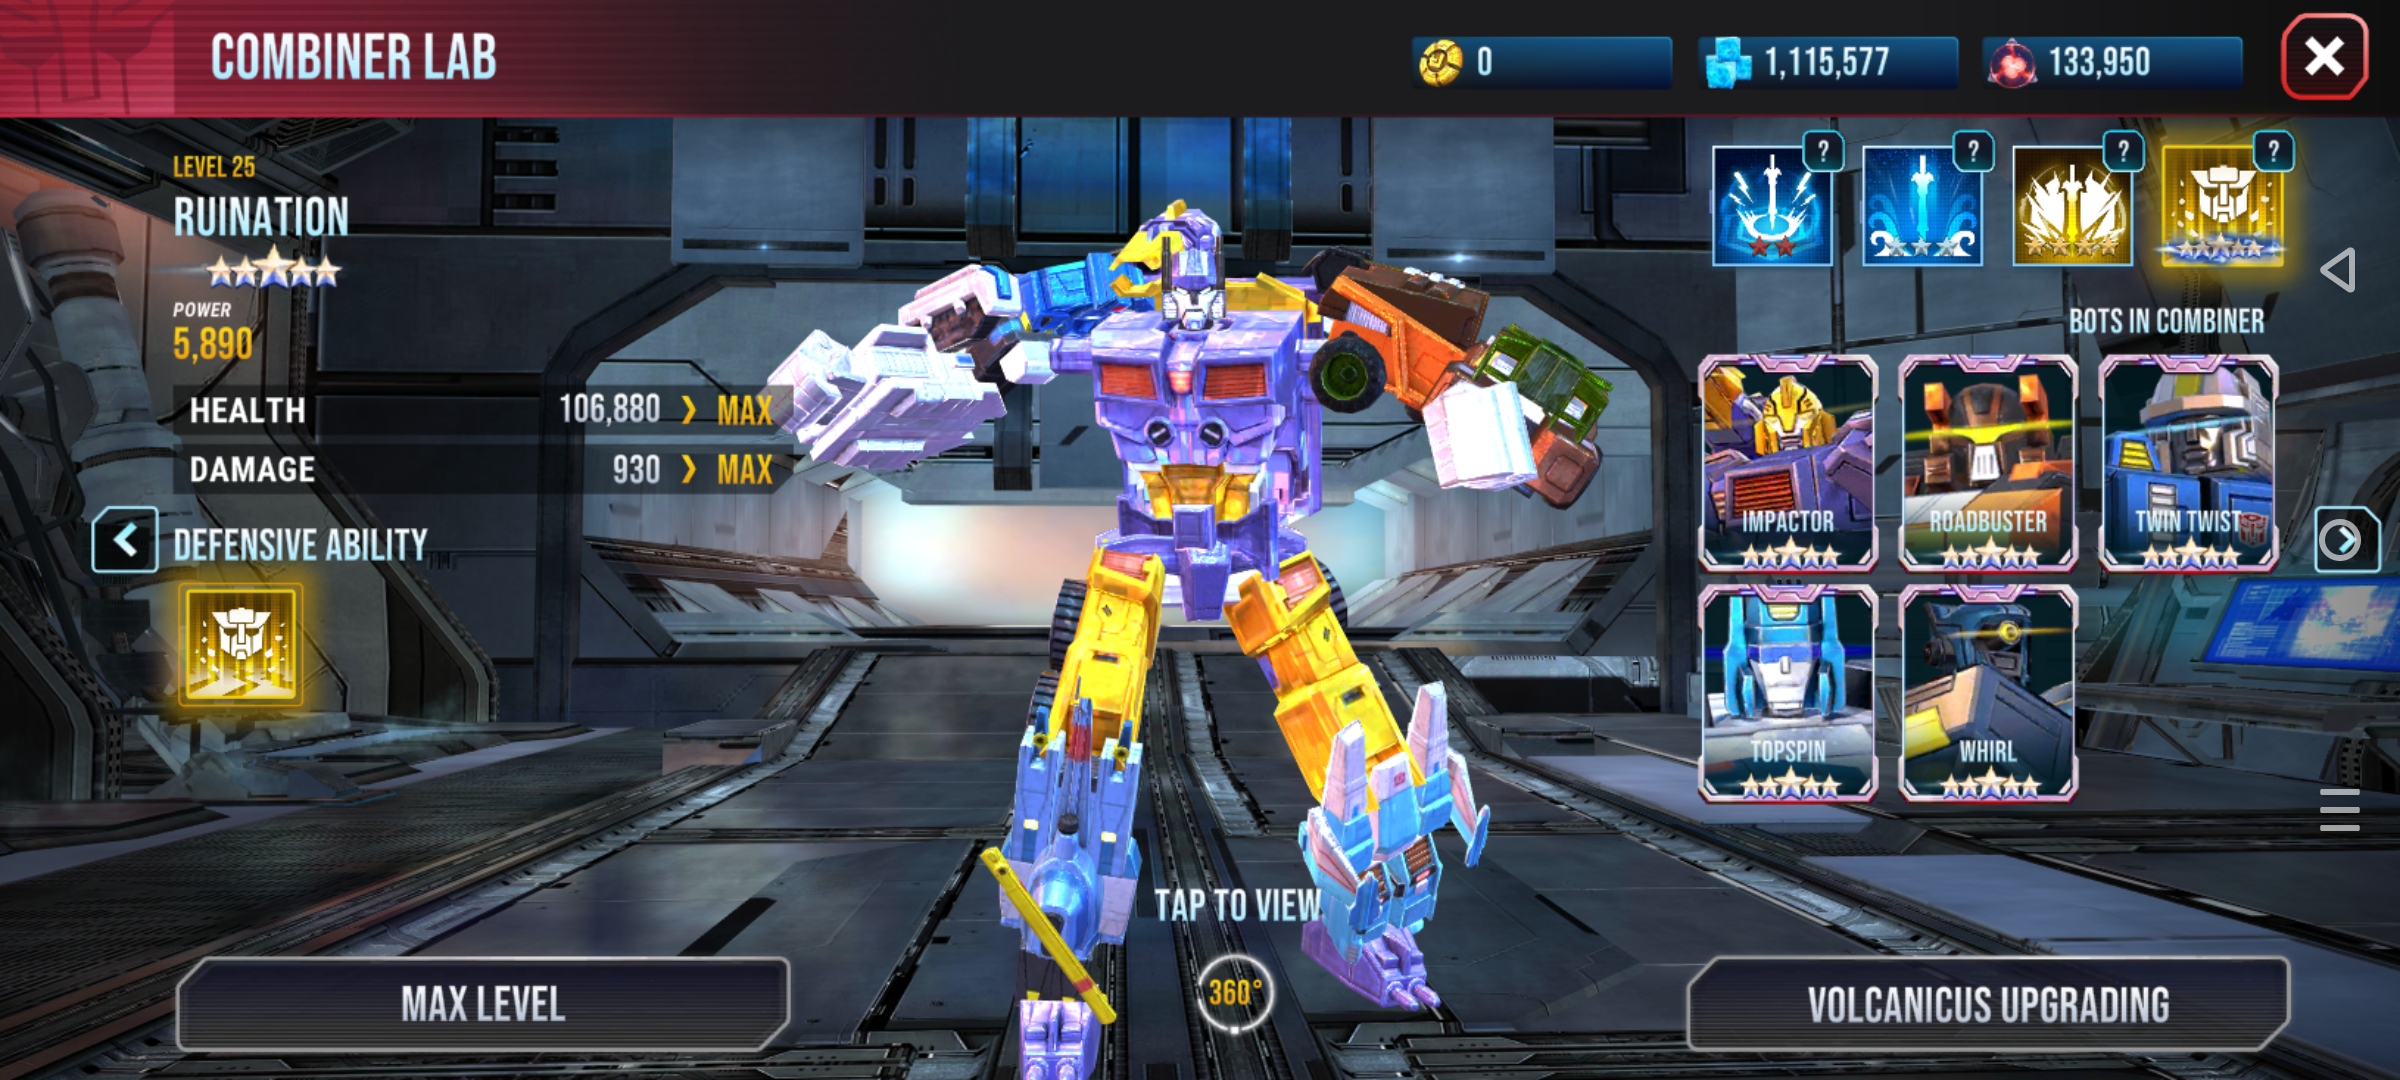 COMBINER LAB
0
1,115,577
133,950
LEVEL 25
RUINATION
POWER
5,890
HEALTH 106,880 MAX
DAMAGE 930 MAX
DEFENSIVE ABILITY
? ? ? ?
BOTS IN COMBINER
IMPACTOR
ROADBUSTER
TWIN TWIST
TOPSPIN
WHIRL
TAP TO VIEW
360°
MAX LEVEL
VOLCANICUS UPGRADING